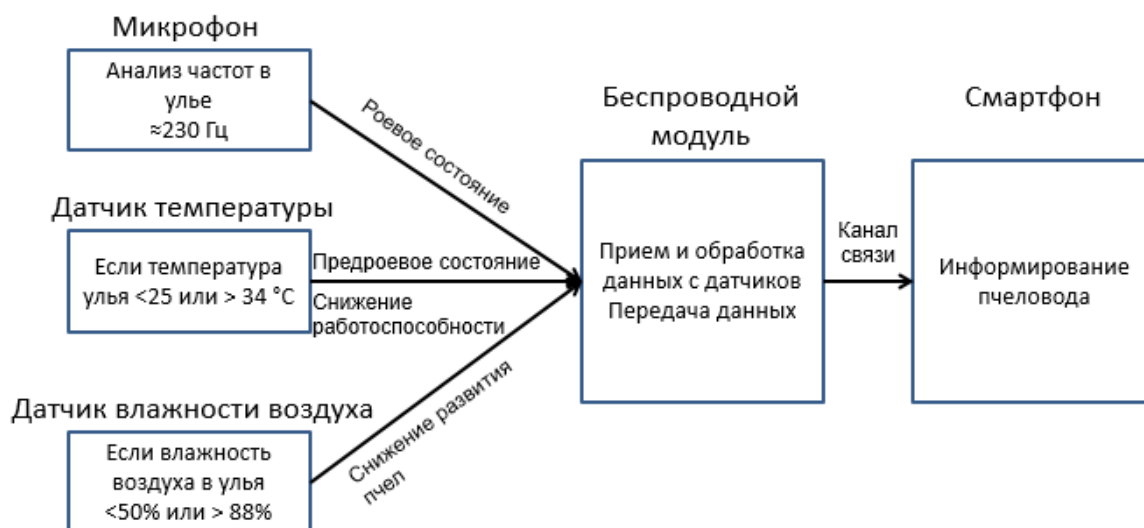 Микрофон
Анализ частот в
улье
≈230 Гц
Роевое состояние
Датчик температуры
Если температура
улья <25 или > 34 °C
Предроевое состояние
Снижение
работоспособности
Датчик влажности воздуха
Если влажность
воздуха в улья
<50% или > 88%
Снижение развития
пчел
Беспроводной
модуль
Прием и обработка
данных с датчиков
Передача данных
Канал
связи
Смартфон
Информирование
пчеловода